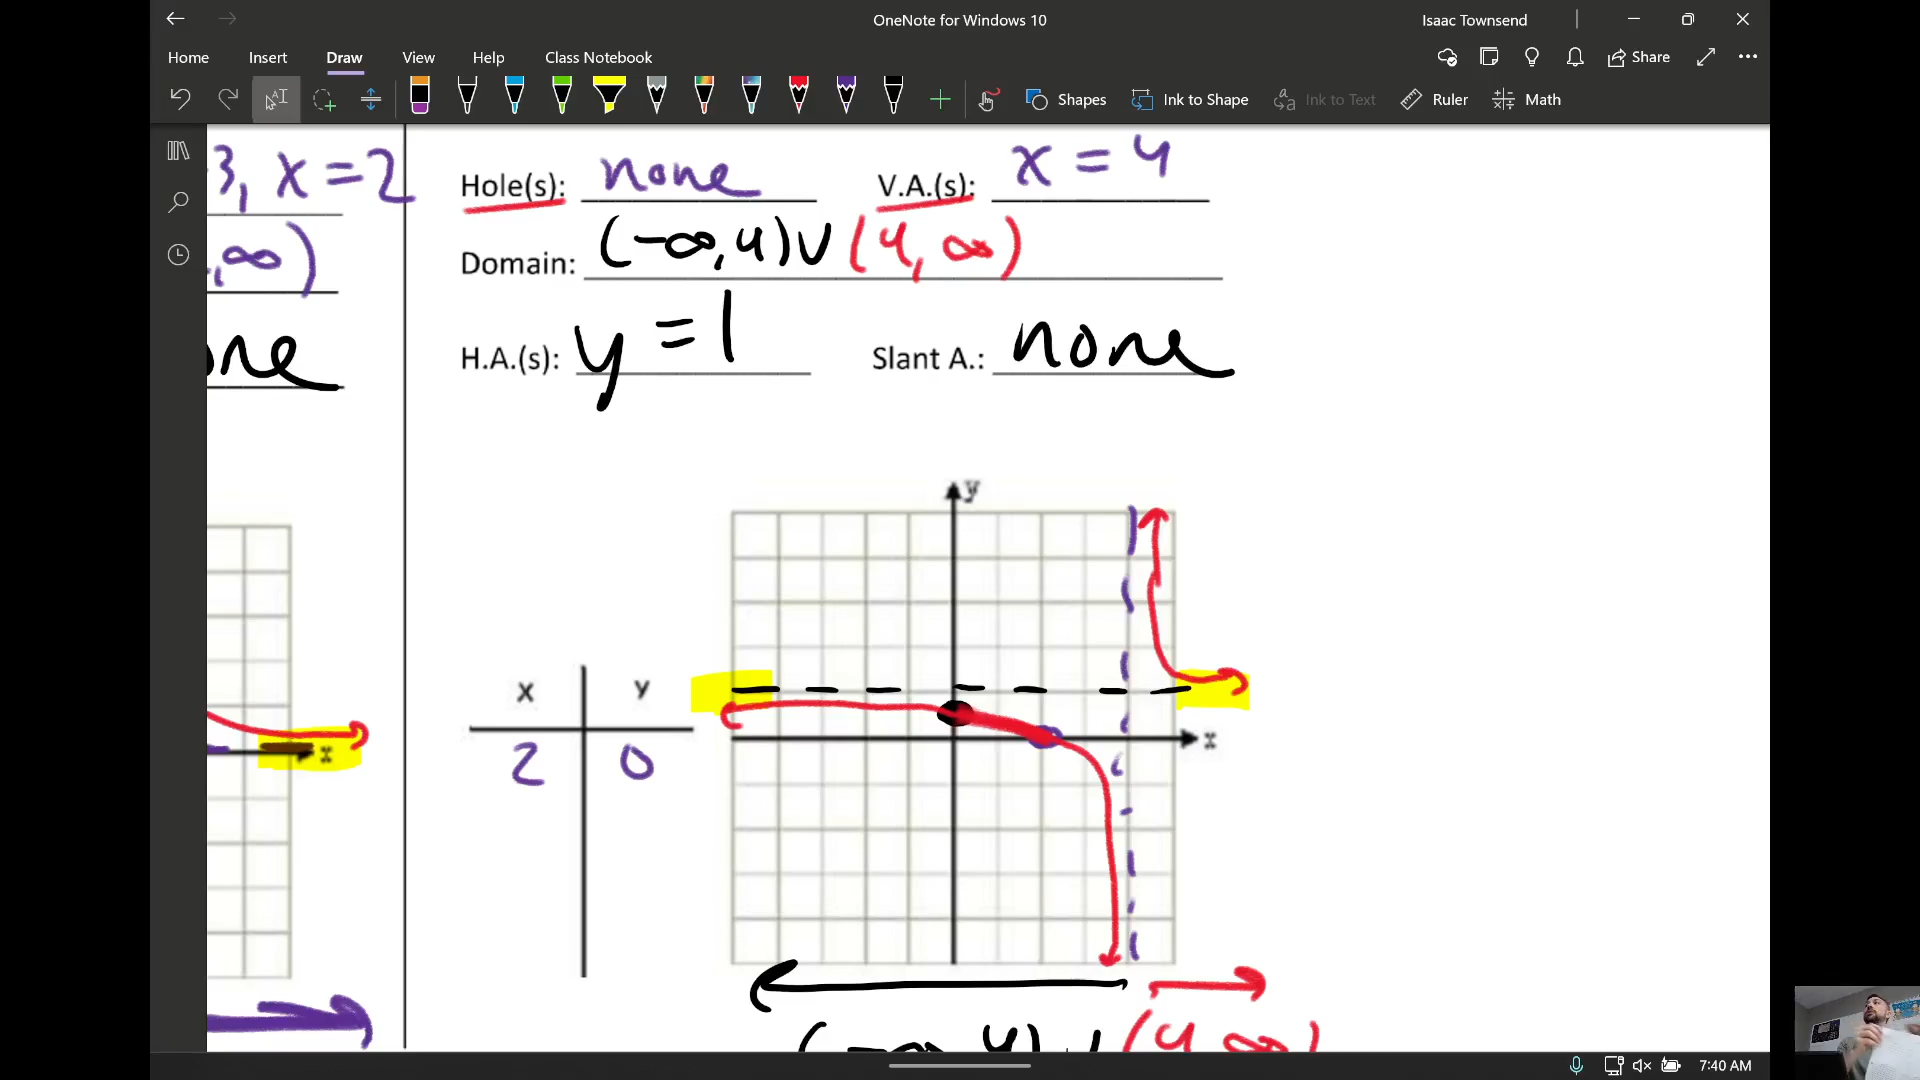 OneNote for Windows 10
Isaac Townsend
Home Insert Draw View Help Class Notebook
Share
Shapes Ink to Shape Ink to Text Ruler Math
3, x = 2
Hole(s): none V.A.(s): x = 4
,∞)
Domain: (-∞,4)∪(4,∞)
H.A.(s): y = 1 Slant A.: none
ne
y
x y
x
x
2 0
(-∞ 4) ∪ (4 ∞)
7:40 AM